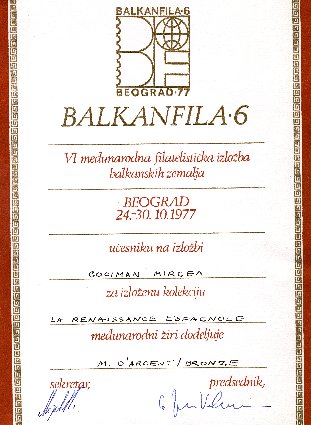 BALKANFILA·6
BEOGRAD·77
BALKANFILA·6
VI međunarodna filatelistička izložba
balkanskih zemalja
BEOGRAD
24.–30. 10. 1977
učesniku na izložbi
GOCIMAN MIRCEA
za izloženu kolekciju
LA RENAISSANCE ESPAGNOLE
međunarodni žiri dodeljuje
M. D'ARGENT/BRONZE
sekretar, predsednik,